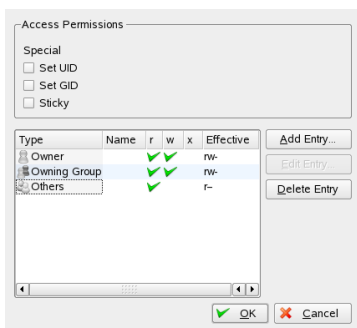 Access Permissions
Special
Set UID
Set GID
Sticky
Type Name r w x Effective
Owner rw-
Owning Group rw-
Others r--
Add Entry...
Edit Entry...
Delete Entry
OK Cancel